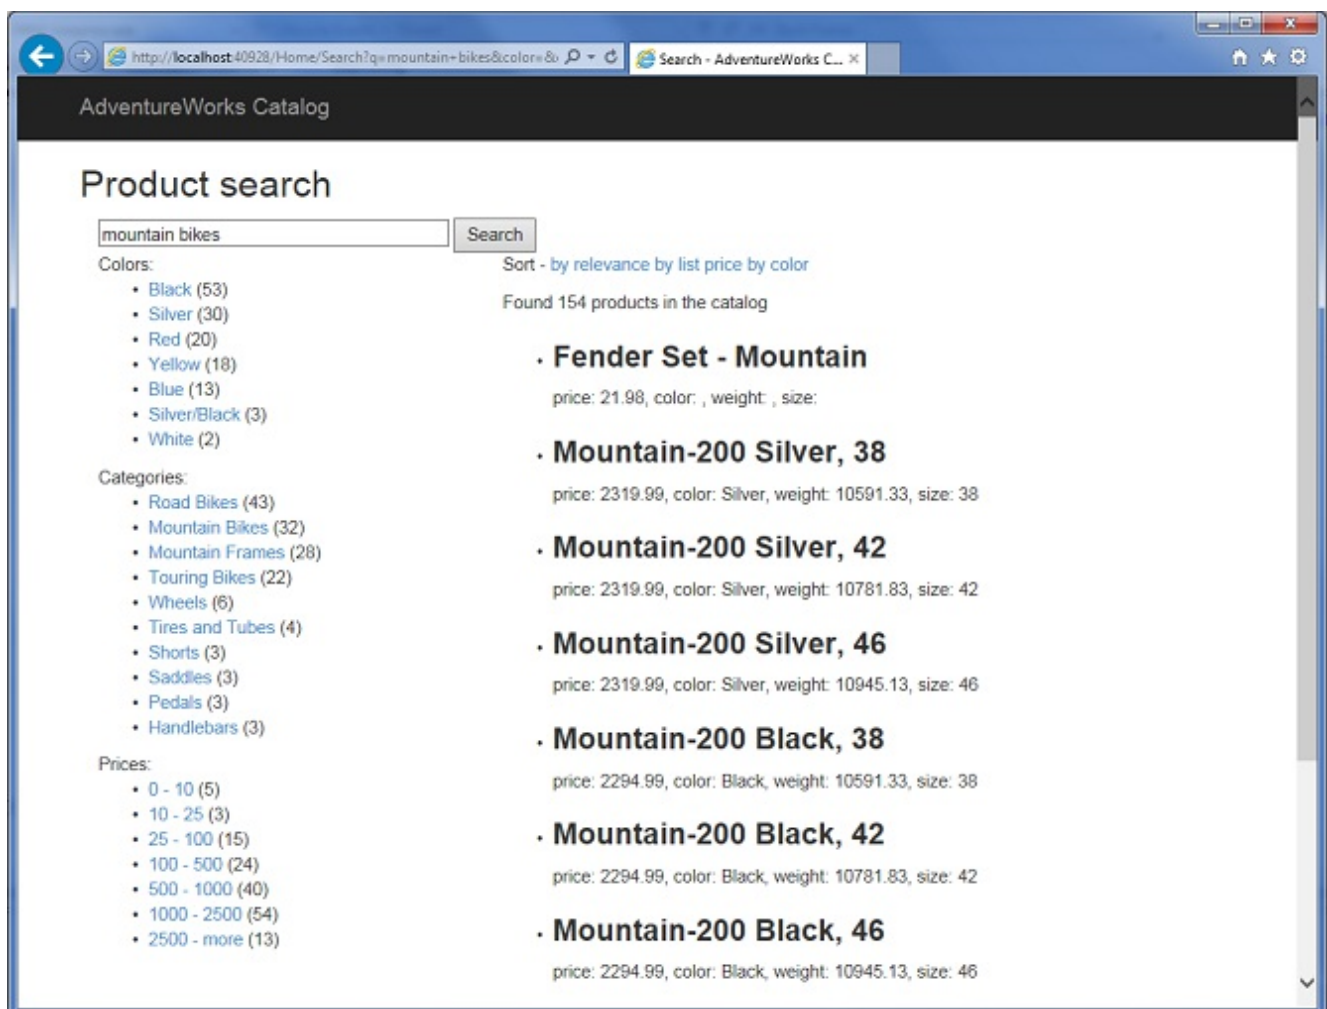 http://localhost:40928/Home/Search?q=mountain+bikes&color=&
Search - AdventureWorks C...
AdventureWorks Catalog
Product search
mountain bikes
Search
Colors:
Black (53)
Silver (30)
Red (20)
Yellow (18)
Blue (13)
Silver/Black (3)
White (2)
Categories:
Road Bikes (43)
Mountain Bikes (32)
Mountain Frames (28)
Touring Bikes (22)
Wheels (6)
Tires and Tubes (4)
Shorts (3)
Saddles (3)
Pedals (3)
Handlebars (3)
Prices:
0 - 10 (5)
10 - 25 (3)
25 - 100 (15)
100 - 500 (24)
500 - 1000 (40)
1000 - 2500 (54)
2500 - more (13)
Sort - by relevance by list price by color
Found 154 products in the catalog
Fender Set - Mountain
price: 21.98, color: , weight: , size:
Mountain-200 Silver, 38
price: 2319.99, color: Silver, weight: 10591.33, size: 38
Mountain-200 Silver, 42
price: 2319.99, color: Silver, weight: 10781.83, size: 42
Mountain-200 Silver, 46
price: 2319.99, color: Silver, weight: 10945.13, size: 46
Mountain-200 Black, 38
price: 2294.99, color: Black, weight: 10591.33, size: 38
Mountain-200 Black, 42
price: 2294.99, color: Black, weight: 10781.83, size: 42
Mountain-200 Black, 46
price: 2294.99, color: Black, weight: 10945.13, size: 46